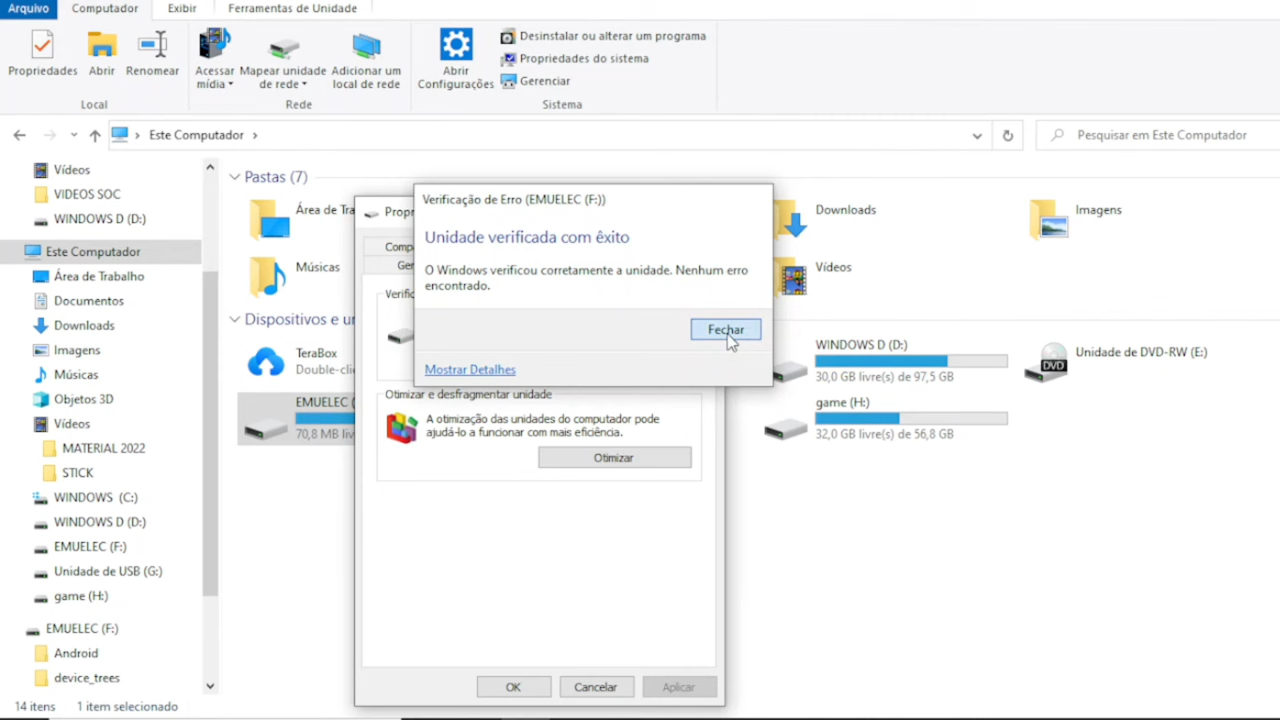 Arquivo Computador Exibir Ferramentas de Unidade
Propriedades Abrir Renomear
Local
Acessar mídia Mapear unidade de rede Adicionar um local de rede
Rede
Abrir Configurações
Desinstalar ou alterar um programa
Propriedades do sistema
Gerenciar
Sistema
Este Computador
Pesquisar em Este Computador
Vídeos
VIDEOS SOC
WINDOWS D (D:)
Este Computador
Área de Trabalho
Documentos
Downloads
Imagens
Músicas
Objetos 3D
Vídeos
MATERIAL 2022
STICK
WINDOWS (C:)
WINDOWS D (D:)
EMUELEC (F:)
Unidade de USB (G:)
game (H:)
EMUELEC (F:)
Android
device_trees
14 itens 1 item selecionado
Pastas (7)
Área de Tra
Músicas
Downloads
Vídeos
Imagens
Dispositivos e un
TeraBox
Double-clic
EMUELEC (
70,8 MB liv
WINDOWS D (D:)
30,0 GB livre(s) de 97,5 GB
game (H:)
32,0 GB livre(s) de 56,8 GB
Unidade de DVD-RW (E:)
DVD
Propr
Compa
Ger
Verific
Verificação de Erro (EMUELEC (F:))
Unidade verificada com êxito
O Windows verificou corretamente a unidade. Nenhum erro
encontrado.
Fechar
Mostrar Detalhes
Otimizar e desfragmentar unidade
A otimização das unidades do computador pode
ajudá-lo a funcionar com mais eficiência.
Otimizar
OK Cancelar Aplicar